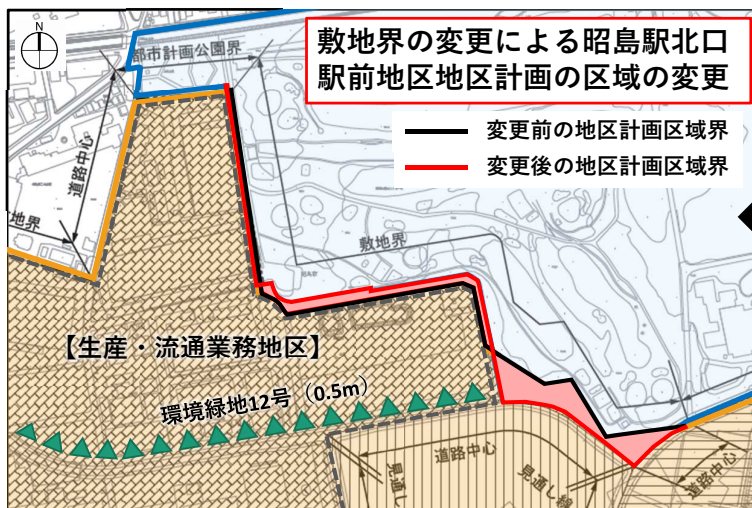 N
敷地界の変更による昭島駅北口
駅前地区地区計画の区域の変更
変更前の地区計画区域界
変更後の地区計画区域界
都市計画公園界
道路中心
地界
敷地界
【生産・流通業務地区】
環境緑地12号（0.5m）
道路中心
見通し
見通し線
道路中心